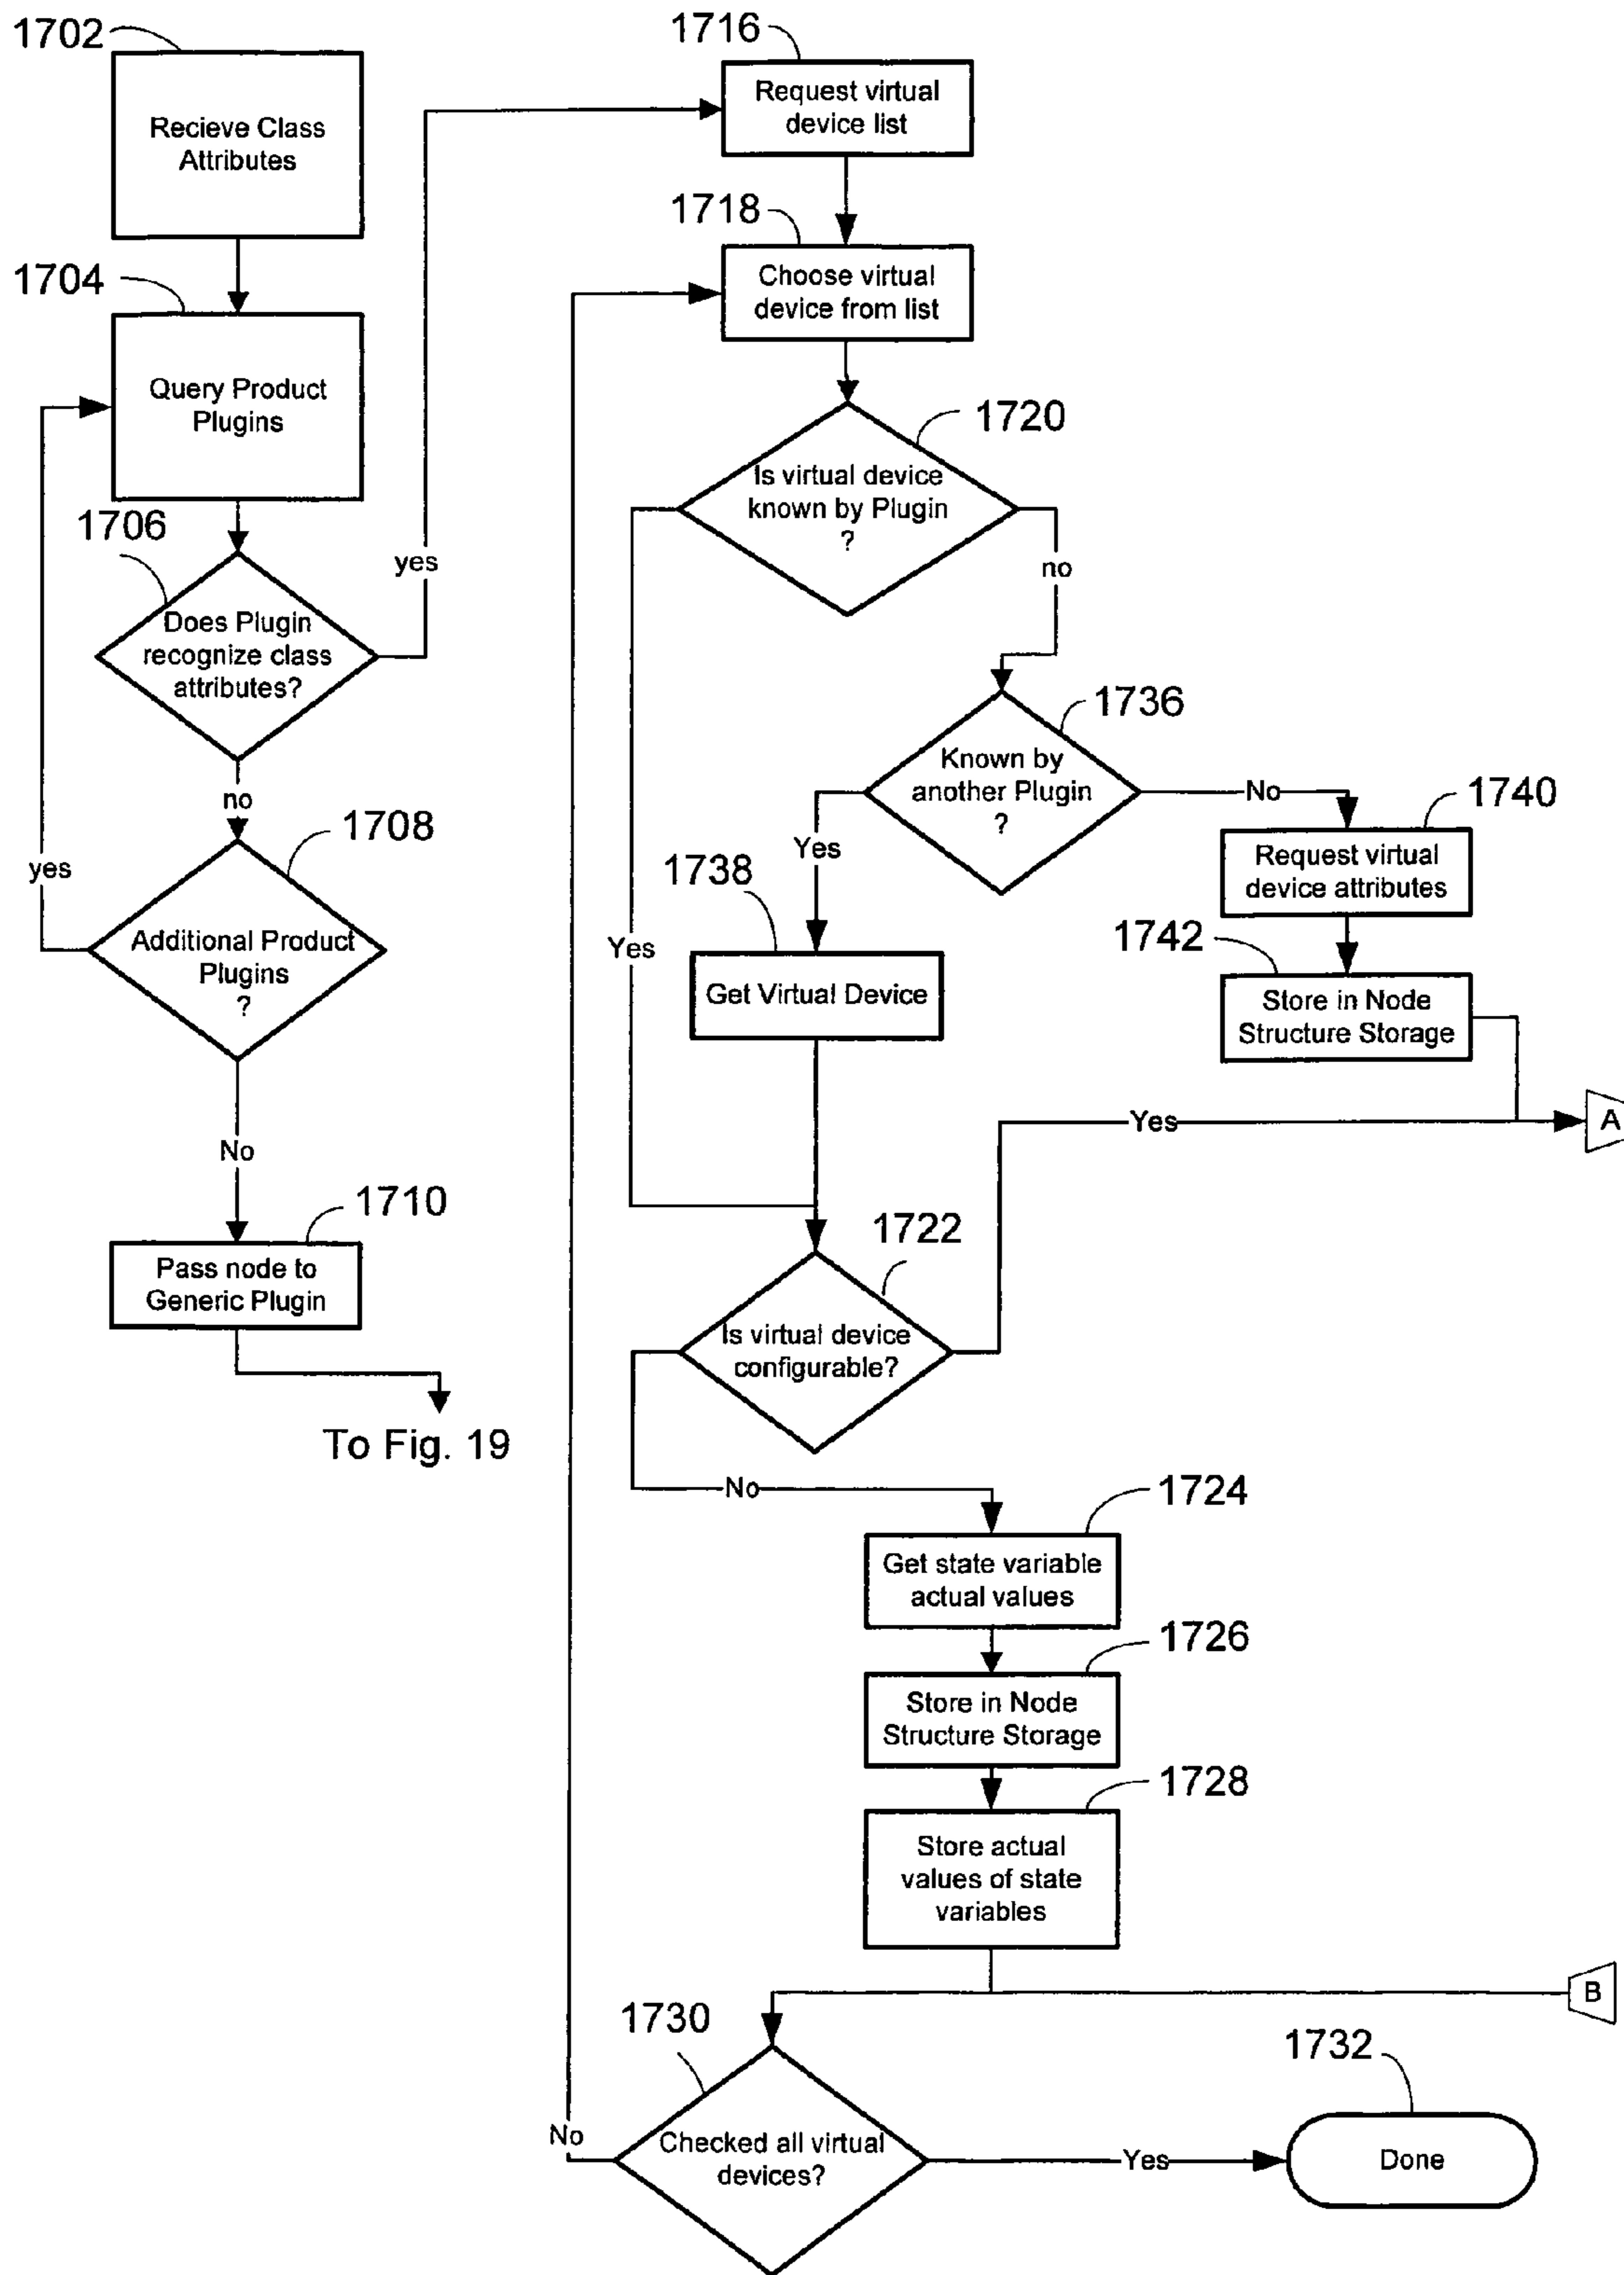 1702
Recieve Class
Attributes
1704
Query Product
Plugins
1706
Does Plugin
recognize class
attributes?
yes
no
1708
yes
Additional Product
Plugins
?
No
1710
Pass node to
Generic Plugin
To Fig. 19
1716
Request virtual
device list
1718
Choose virtual
device from list
1720
Is virtual device
known by Plugin
?
no
Yes
1736
Known by
another Plugin
?
No
1740
Request virtual
device attributes
1742
Store in Node
Structure Storage
Yes
1738
Get Virtual Device
Yes
A
1722
Is virtual device
configurable?
No
1724
Get state variable
actual values
1726
Store in Node
Structure Storage
1728
Store actual
values of state
variables
B
1730
Checked all virtual
devices?
No
Yes
1732
Done